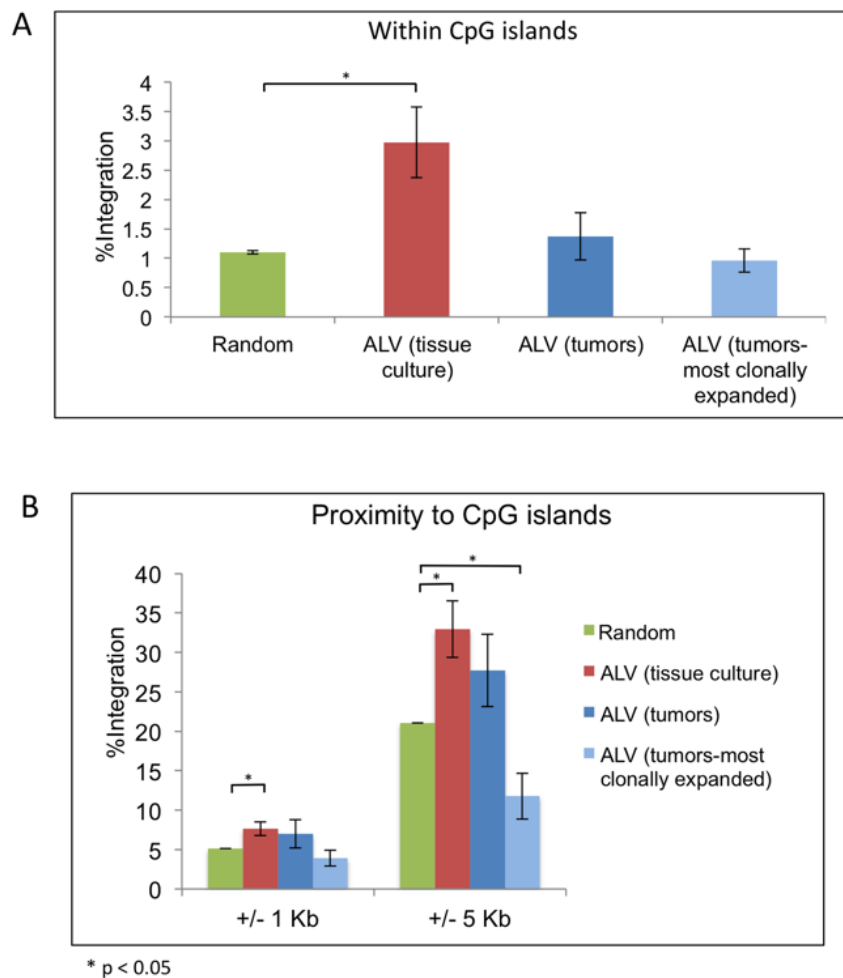 A
Within CpG islands
*
%Integration
4
3.5
3
2.5
2
1.5
1
0.5
0
Random
ALV (tissue
culture)
ALV (tumors)
ALV (tumors-
most clonally
expanded)
B
Proximity to CpG islands
*
*
*
%Integration
40
35
30
25
20
15
10
5
0
+/- 1 Kb
+/- 5 Kb
Random
ALV (tissue culture)
ALV (tumors)
ALV (tumors-most
clonally expanded)
* p < 0.05